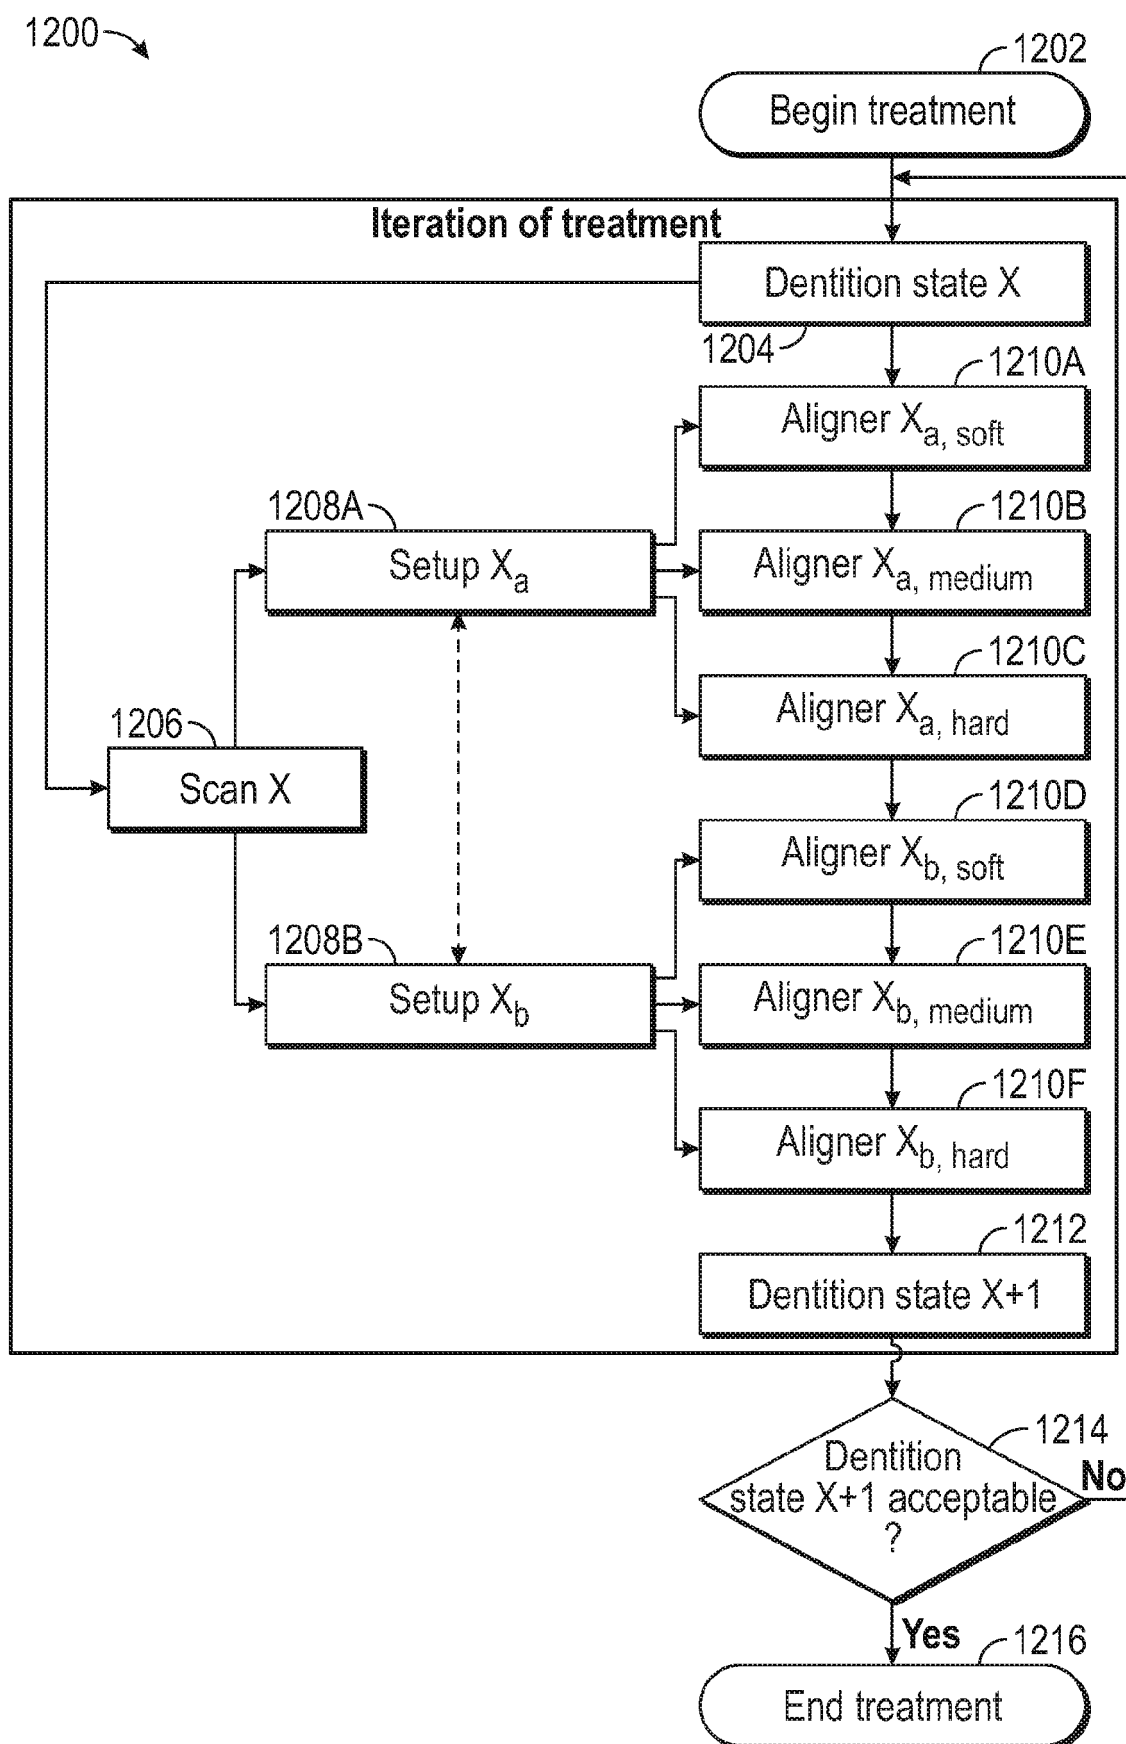 1200
1202
Begin treatment
Iteration of treatment
Dentition state X
1204
1210A
Aligner Xa, soft
1208A
Setup Xa
1210B
Aligner Xa, medium
1210C
Aligner Xa, hard
1206
Scan X
1210D
Aligner Xb, soft
1208B
Setup Xb
1210E
Aligner Xb, medium
1210F
Aligner Xb, hard
1212
Dentition state X+1
1214
Dentition
state X+1 acceptable
?
No
Yes
1216
End treatment